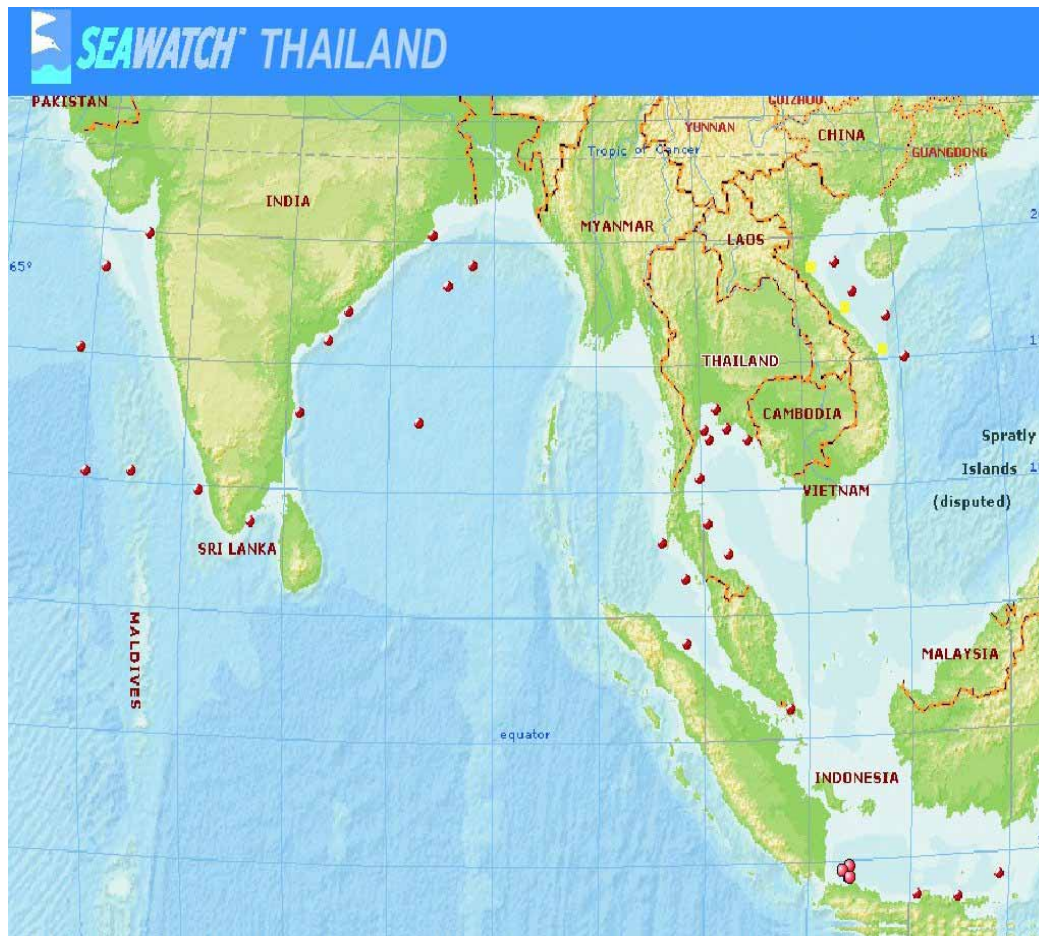 SEAWATCH™ THAILAND
PAKISTAN
GUIZHOU
YUNNAN
CHINA
Tropic of Cancer
GUANGDONG
INDIA
MYANMAR
LAOS
65°
THAILAND
CAMBODIA
Spratly
Islands
(disputed)
VIETNAM
SRI LANKA
MALDIVES
MALAYSIA
equator
INDONESIA